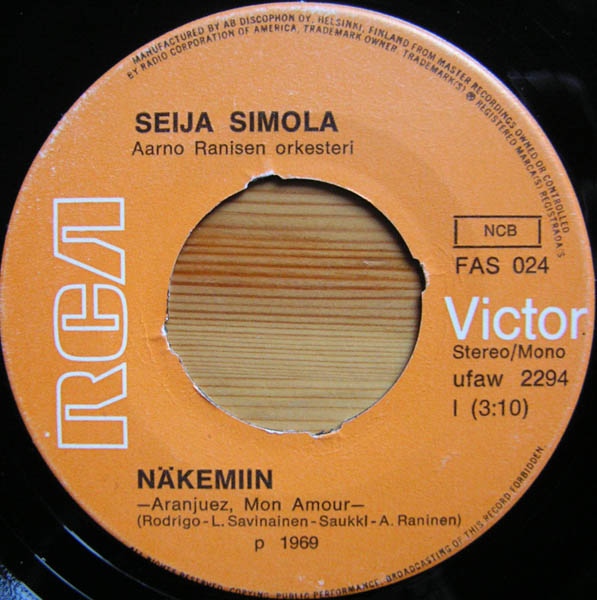 MANUFACTURED BY AB DISCOPHON OY, HELSINKI, FINLAND FROM MASTER RECORDINGS OWNED OR CONTROLLED
BY RADIO CORPORATION OF AMERICA, TRADEMARK OWNER. TRADEMARK(S) ® REGISTERED MARCA(S) REGISTRADA'S
SEIJA SIMOLA
Aarno Ranisen orkesteri
RCA
NCB
FAS 024
Victor
Stereo/Mono
ufaw 2294
I (3:10)
NÄKEMIIN
—Aranjuez, Mon Amour—
(Rodrigo-L. Savinainen-Saukki-A. Raninen)
p 1969
ALL RIGHTS RESERVED. COPYING, PUBLIC PERFORMANCE, BROADCASTING OF THIS RECORD FORBIDDEN.